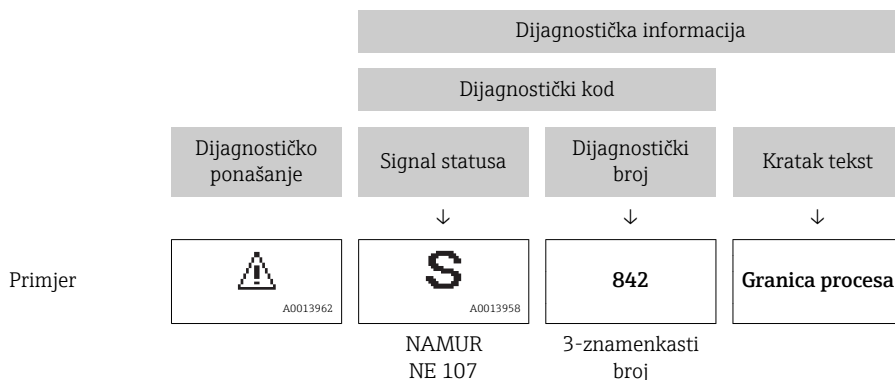 Dijagnostička informacija
Dijagnostički kod
Dijagnostičko
ponašanje
Signal statusa
Dijagnostički
broj
Kratak tekst
↓ ↓ ↓
Primjer
A0013962
S
A0013958
842
Granica procesa
NAMUR
NE 107
3-znamenkasti
broj